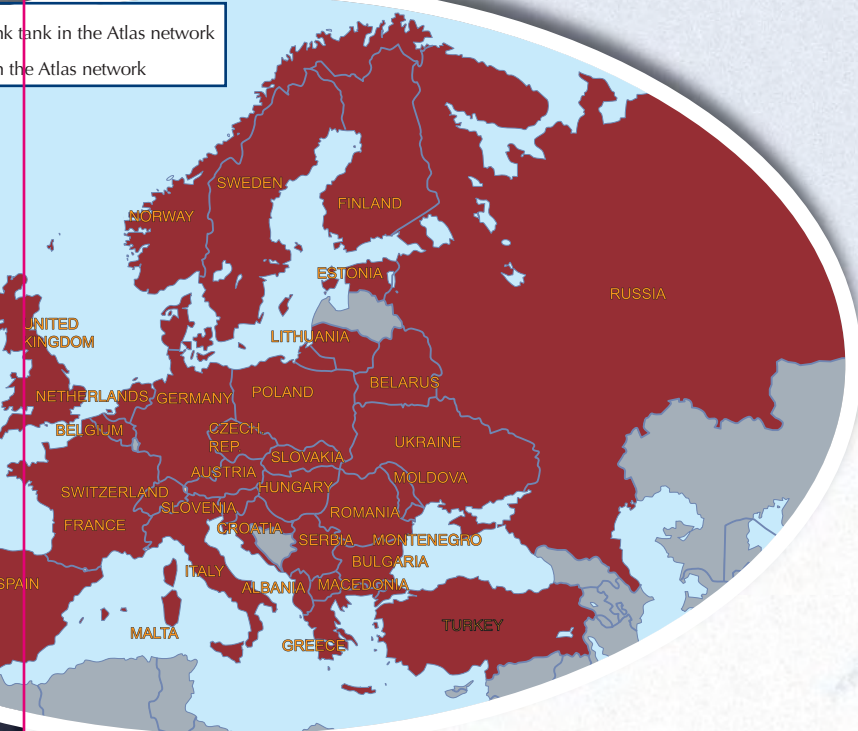 tank in the Atlas network
the Atlas network
SWEDEN
NORWAY
FINLAND
ESTONIA
RUSSIA
UNITED
KINGDOM
LITHUANIA
BELARUS
NETHERLANDS
GERMANY
POLAND
BELGIUM
CZECH
REP
UKRAINE
SLOVAKIA
AUSTRIA
MOLDOVA
HUNGARY
SWITZERLAND
SLOVENIA
ROMANIA
FRANCE
CROATIA
SERBIA
MONTENEGRO
BULGARIA
ITALY
SPAIN
ALBANIA
MACEDONIA
TURKEY
MALTA
GREECE